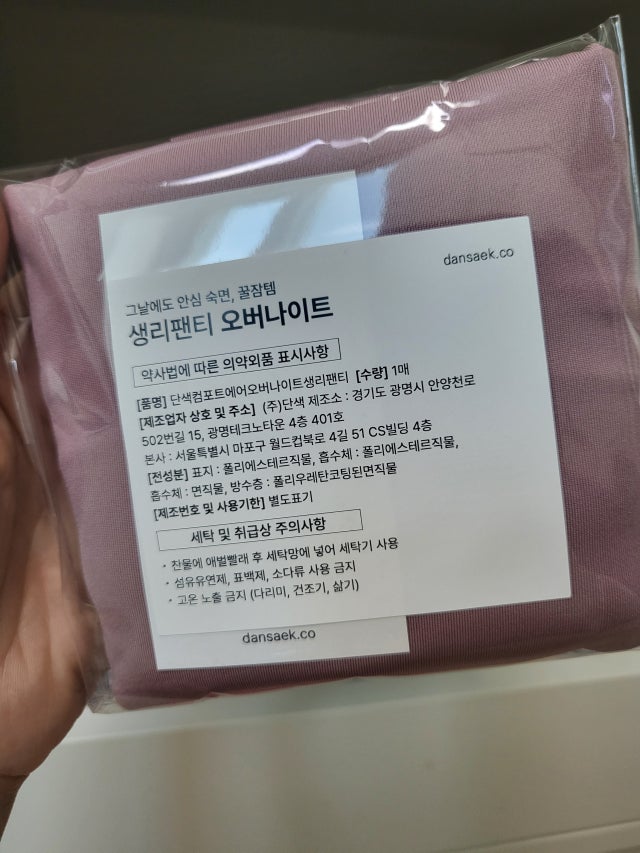 dansaek.co
그날에도 안심 숙면, 꿀잠템
생리팬티 오버나이트
약사법에 따른 의약외품 표시사항
[품명] 단색컴포트에어오버나이트생리팬티 [수량] 1매
[제조업자 상호 및 주소] (주)단색 제조소 : 경기도 광명시 안양천로
502번길 15, 광명테크노타운 4층 401호
본사 : 서울특별시 마포구 월드컵북로 4길 51 CS빌딩 4층
[전성분] 표지 : 폴리에스테르직물, 흡수체 : 폴리에스테르직물,
흡수체 : 면직물, 방수층 : 폴리우레탄코팅된면직물
[제조번호 및 사용기한] 별도표기
세탁 및 취급상 주의사항
· 찬물에 애벌빨래 후 세탁망에 넣어 세탁기 사용
· 섬유유연제, 표백제, 소다류 사용 금지
· 고온 노출 금지 (다리미, 건조기, 삶기)
dansaek.co